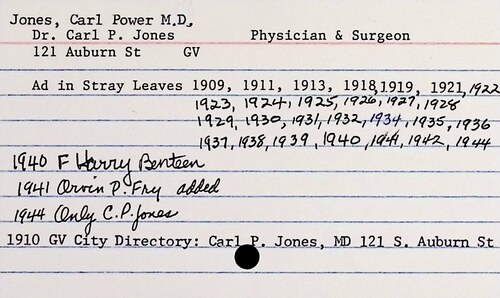 Jones, Carl Power M.D.
Dr. Carl P. Jones Physician & Surgeon
121 Auburn St GV
Ad in Stray Leaves 1909, 1911, 1913, 1918, 1919, 1921, 1922
1923, 1924, 1925, 1926, 1927, 1928
1929, 1930, 1931, 1932, 1934, 1935, 1936
1937, 1938, 1939, 1940, 1941, 1942, 1944
1940 F Harry Benteen
1941 Orvin P. Fry added
1944 Only C.P. Jones
1910 GV City Directory: Carl P. Jones, MD 121 S. Auburn St